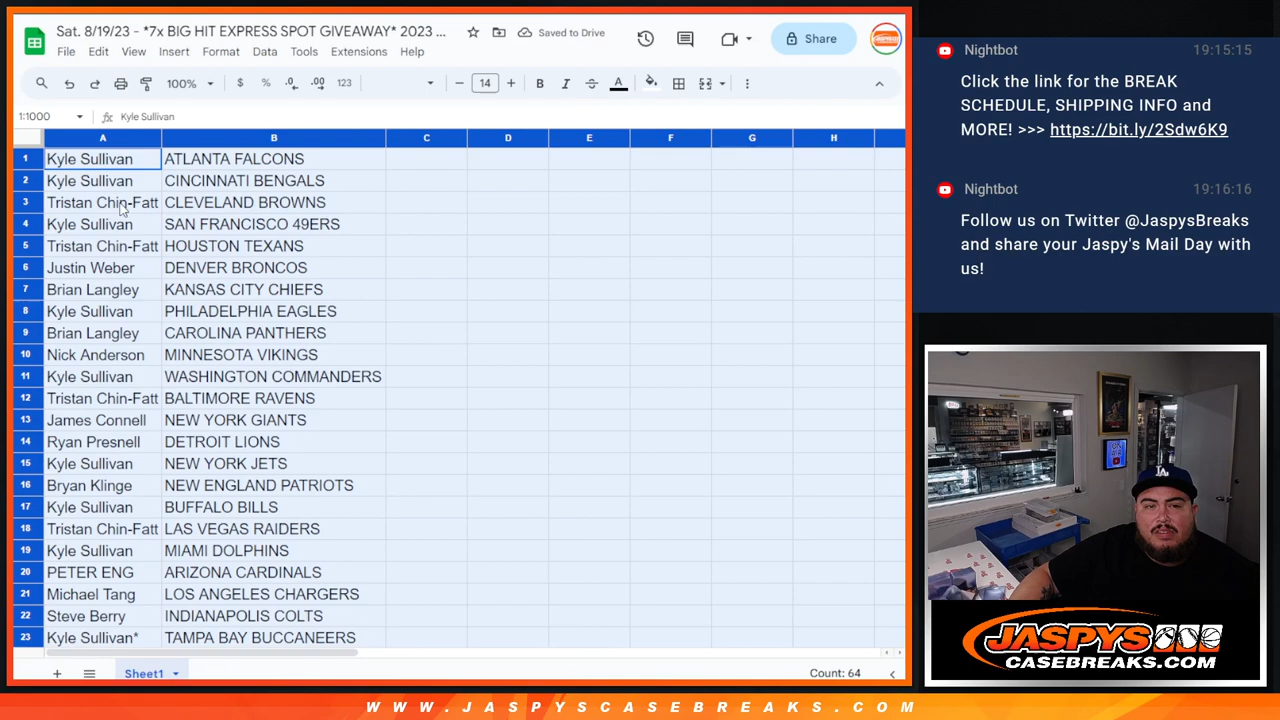 Sat. 8/19/23 - *7x BIG HIT EXPRESS SPOT GIVEAWAY* 2023 ...
Saved to Drive
Share
File Edit View Insert Format Data Tools Extensions Help
100% $ % .0 .00 123 14 B I S A
1:1000 fx Kyle Sullivan
A B C D E F G H
1 Kyle Sullivan ATLANTA FALCONS
2 Kyle Sullivan CINCINNATI BENGALS
3 Tristan Chin-Fatt CLEVELAND BROWNS
4 Kyle Sullivan SAN FRANCISCO 49ERS
5 Tristan Chin-Fatt HOUSTON TEXANS
6 Justin Weber DENVER BRONCOS
7 Brian Langley KANSAS CITY CHIEFS
8 Kyle Sullivan PHILADELPHIA EAGLES
9 Brian Langley CAROLINA PANTHERS
10 Nick Anderson MINNESOTA VIKINGS
11 Kyle Sullivan WASHINGTON COMMANDERS
12 Tristan Chin-Fatt BALTIMORE RAVENS
13 James Connell NEW YORK GIANTS
14 Ryan Presnell DETROIT LIONS
15 Kyle Sullivan NEW YORK JETS
16 Bryan Klinge NEW ENGLAND PATRIOTS
17 Kyle Sullivan BUFFALO BILLS
18 Tristan Chin-Fatt LAS VEGAS RAIDERS
19 Kyle Sullivan MIAMI DOLPHINS
20 PETER ENG ARIZONA CARDINALS
21 Michael Tang LOS ANGELES CHARGERS
22 Steve Berry INDIANAPOLIS COLTS
23 Kyle Sullivan* TAMPA BAY BUCCANEERS
Sheet1
Count: 64
Nightbot 19:15:15
Click the link for the BREAK
SCHEDULE, SHIPPING INFO and
MORE! >>> https://bit.ly/2Sdw6K9
Nightbot 19:16:16
Follow us on Twitter @JaspysBreaks
and share your Jaspy's Mail Day with
us!
ON AIR
LA
JASPYS
CASEBREAKS.COM
WWW.JASPYSCASEBREAKS.COM